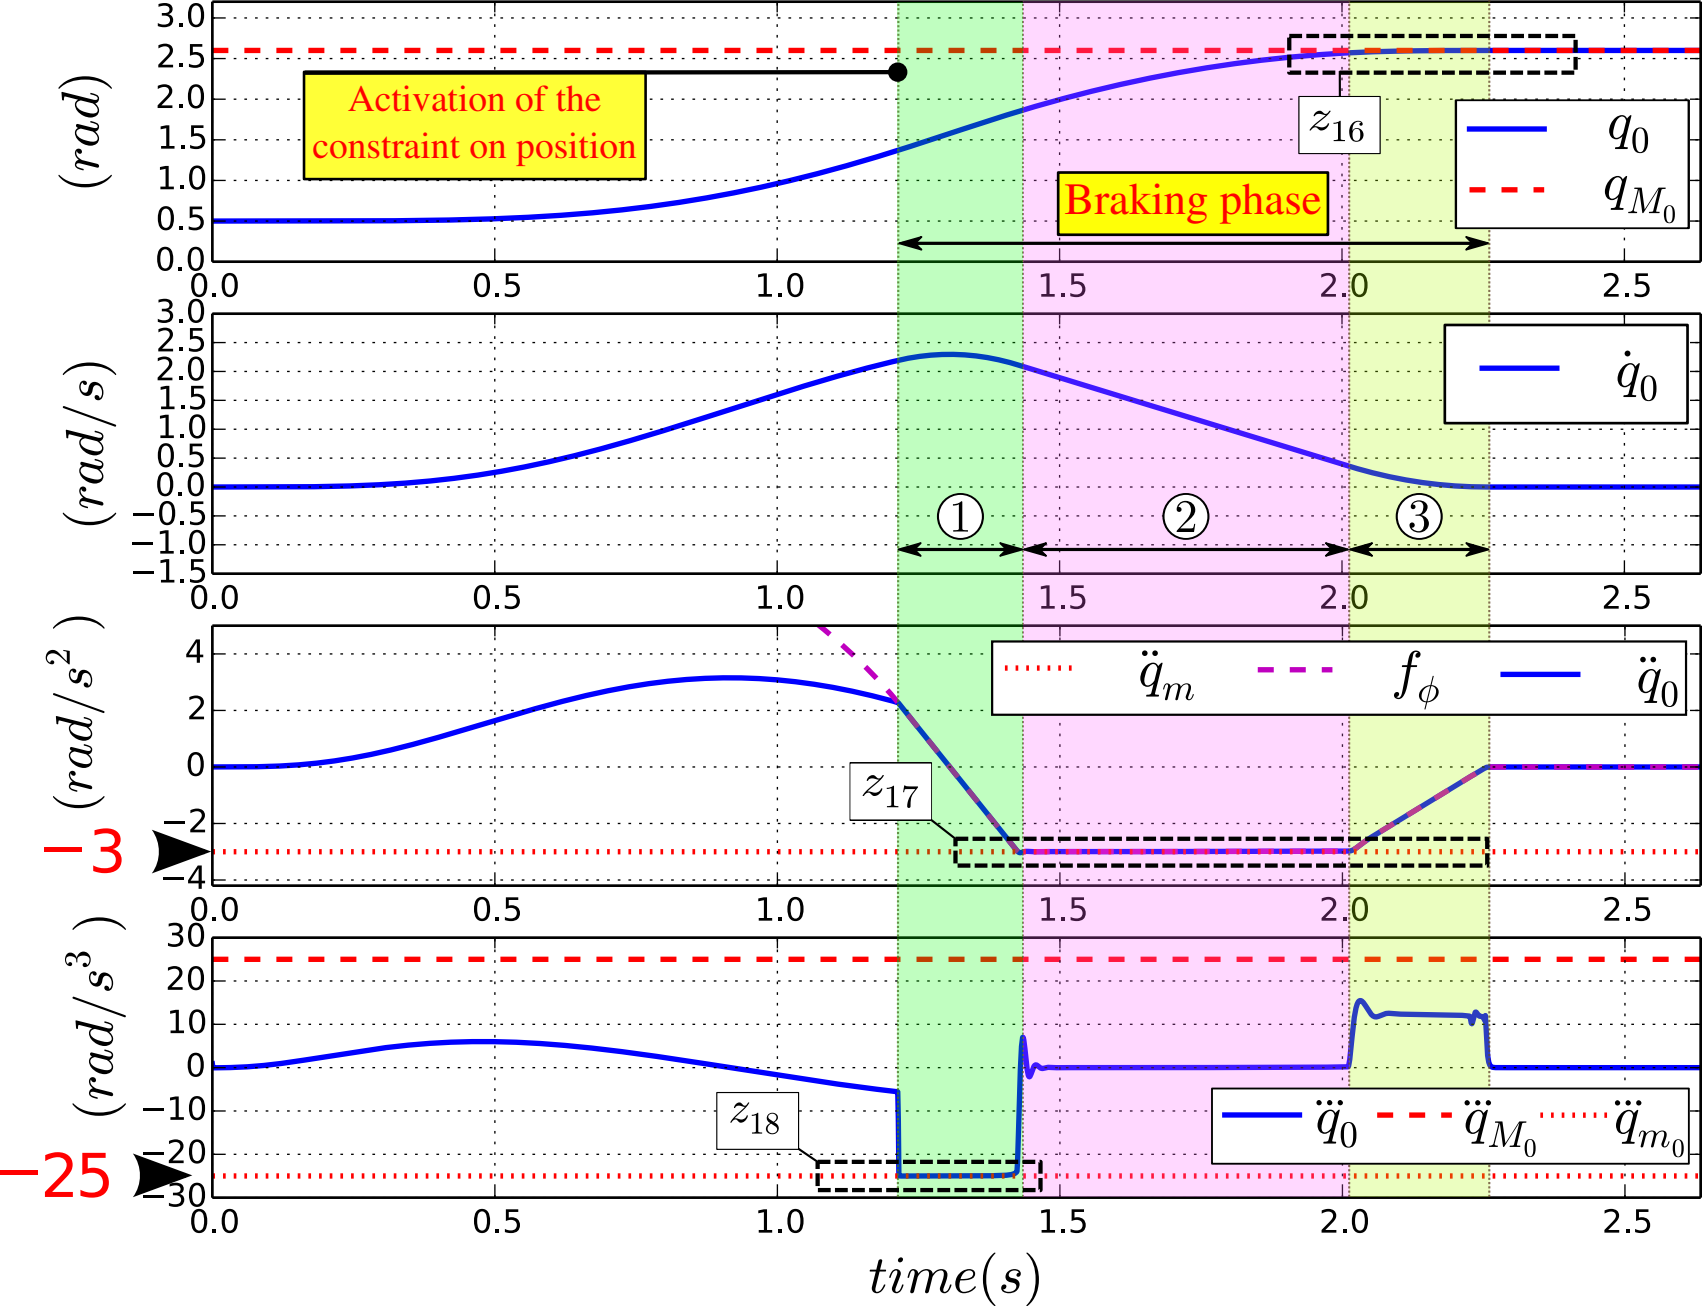 3.0
2.5
2.0
1.5
1.0
0.5
0.0
(rad)
Activation of the
constraint on position
z₁₆
Braking phase
q₀
q_{M₀}
0.0 0.5 1.0 1.5 2.0 2.5
3.0
2.5
2.0
1.5
1.0
0.5
0.0
−0.5
−1.0
−1.5
(rad/s)
q̇₀
1 2 3
0.0 0.5 1.0 1.5 2.0 2.5
4
2
0
−2
−3
−4
(rad/s²)
q̈ₘ f_ϕ q̈₀
z₁₇
0.0 0.5 1.0 1.5 2.0 2.5
30
20
10
0
−10
−20
−25
−30
(rad/s³)
z₁₈
q⃛₀ q⃛_{M₀} q⃛_{m₀}
0.0 0.5 1.0 1.5 2.0 2.5
time(s)